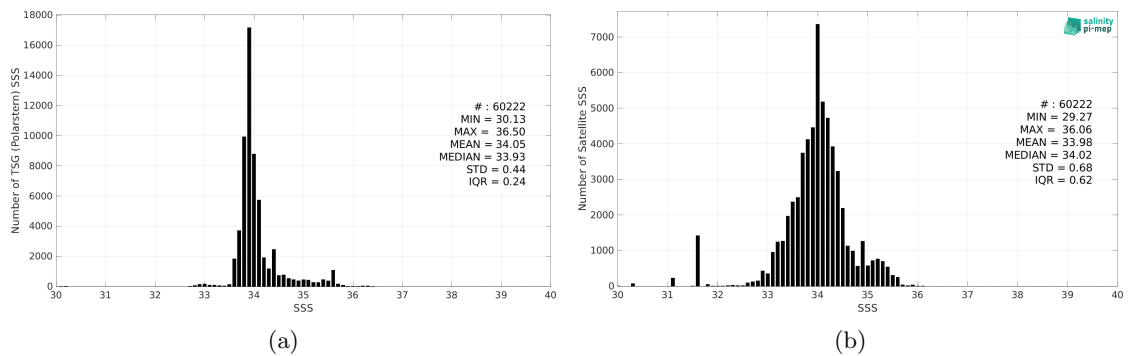 18000
16000
14000
12000
10000
8000
6000
4000
2000
0
Number of TSG (Polarstern) SSS
# : 60222
MIN = 30.13
MAX = 36.50
MEAN = 34.05
MEDIAN = 33.93
STD = 0.44
IQR = 0.24
30 31 32 33 34 35 36 37 38 39 40
SSS
(a)
salinity
pi-mep
7000
6000
5000
4000
3000
2000
1000
0
Number of Satellite SSS
# : 60222
MIN = 29.27
MAX = 36.06
MEAN = 33.98
MEDIAN = 34.02
STD = 0.68
IQR = 0.62
30 31 32 33 34 35 36 37 38 39 40
SSS
(b)